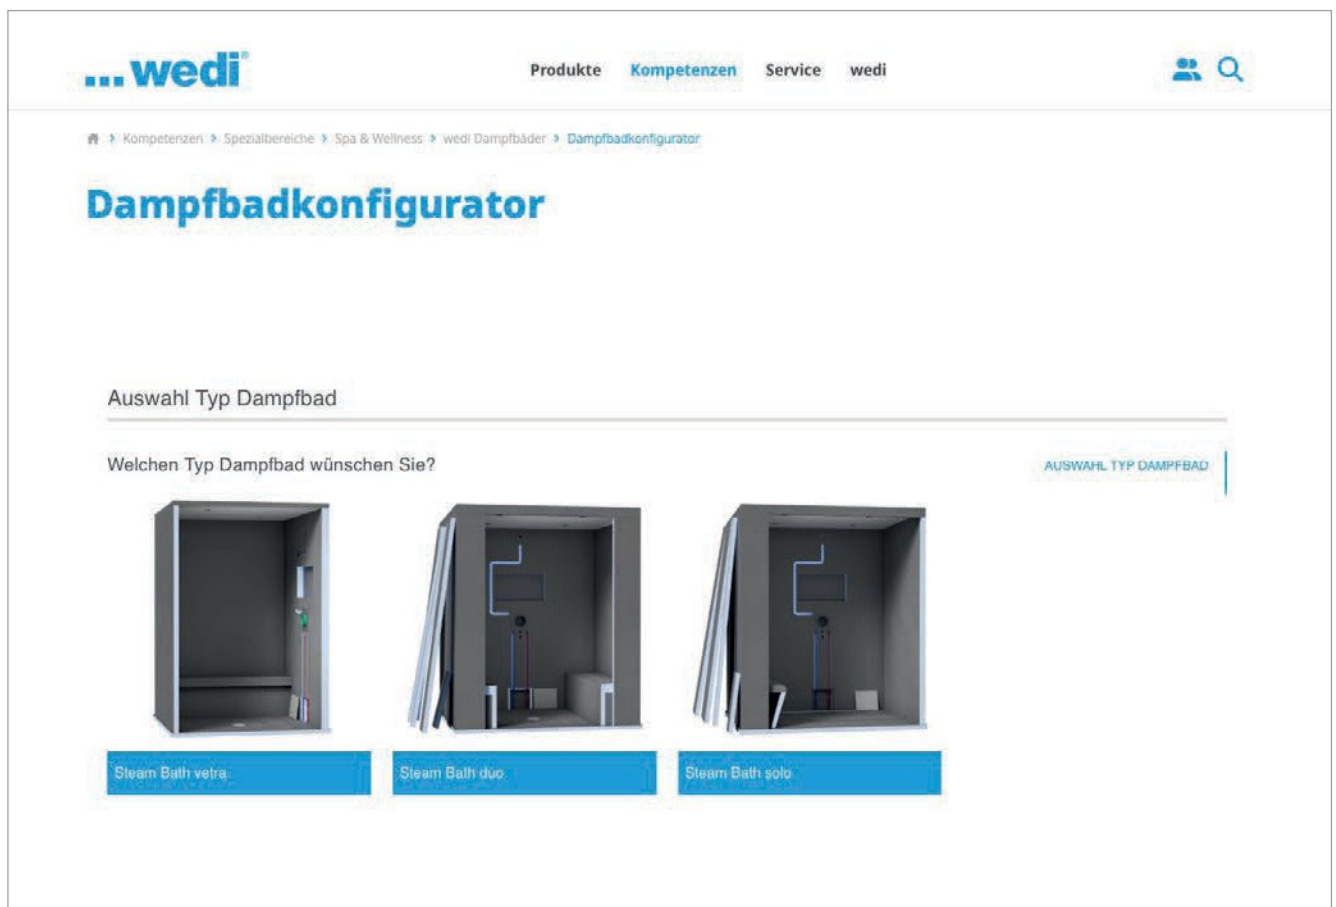 ...wedi®
Produkte Kompetenzen Service wedi
Kompetenzen > Spezialbereiche > Spa & Wellness > wedi Dampfbäder > Dampfbadkonfigurator
Dampfbadkonfigurator
Auswahl Typ Dampfbad
Welchen Typ Dampfbad wünschen Sie?
AUSWAHL TYP DAMPFBAD
Steam Bath vetra
Steam Bath duo
Steam Bath solo